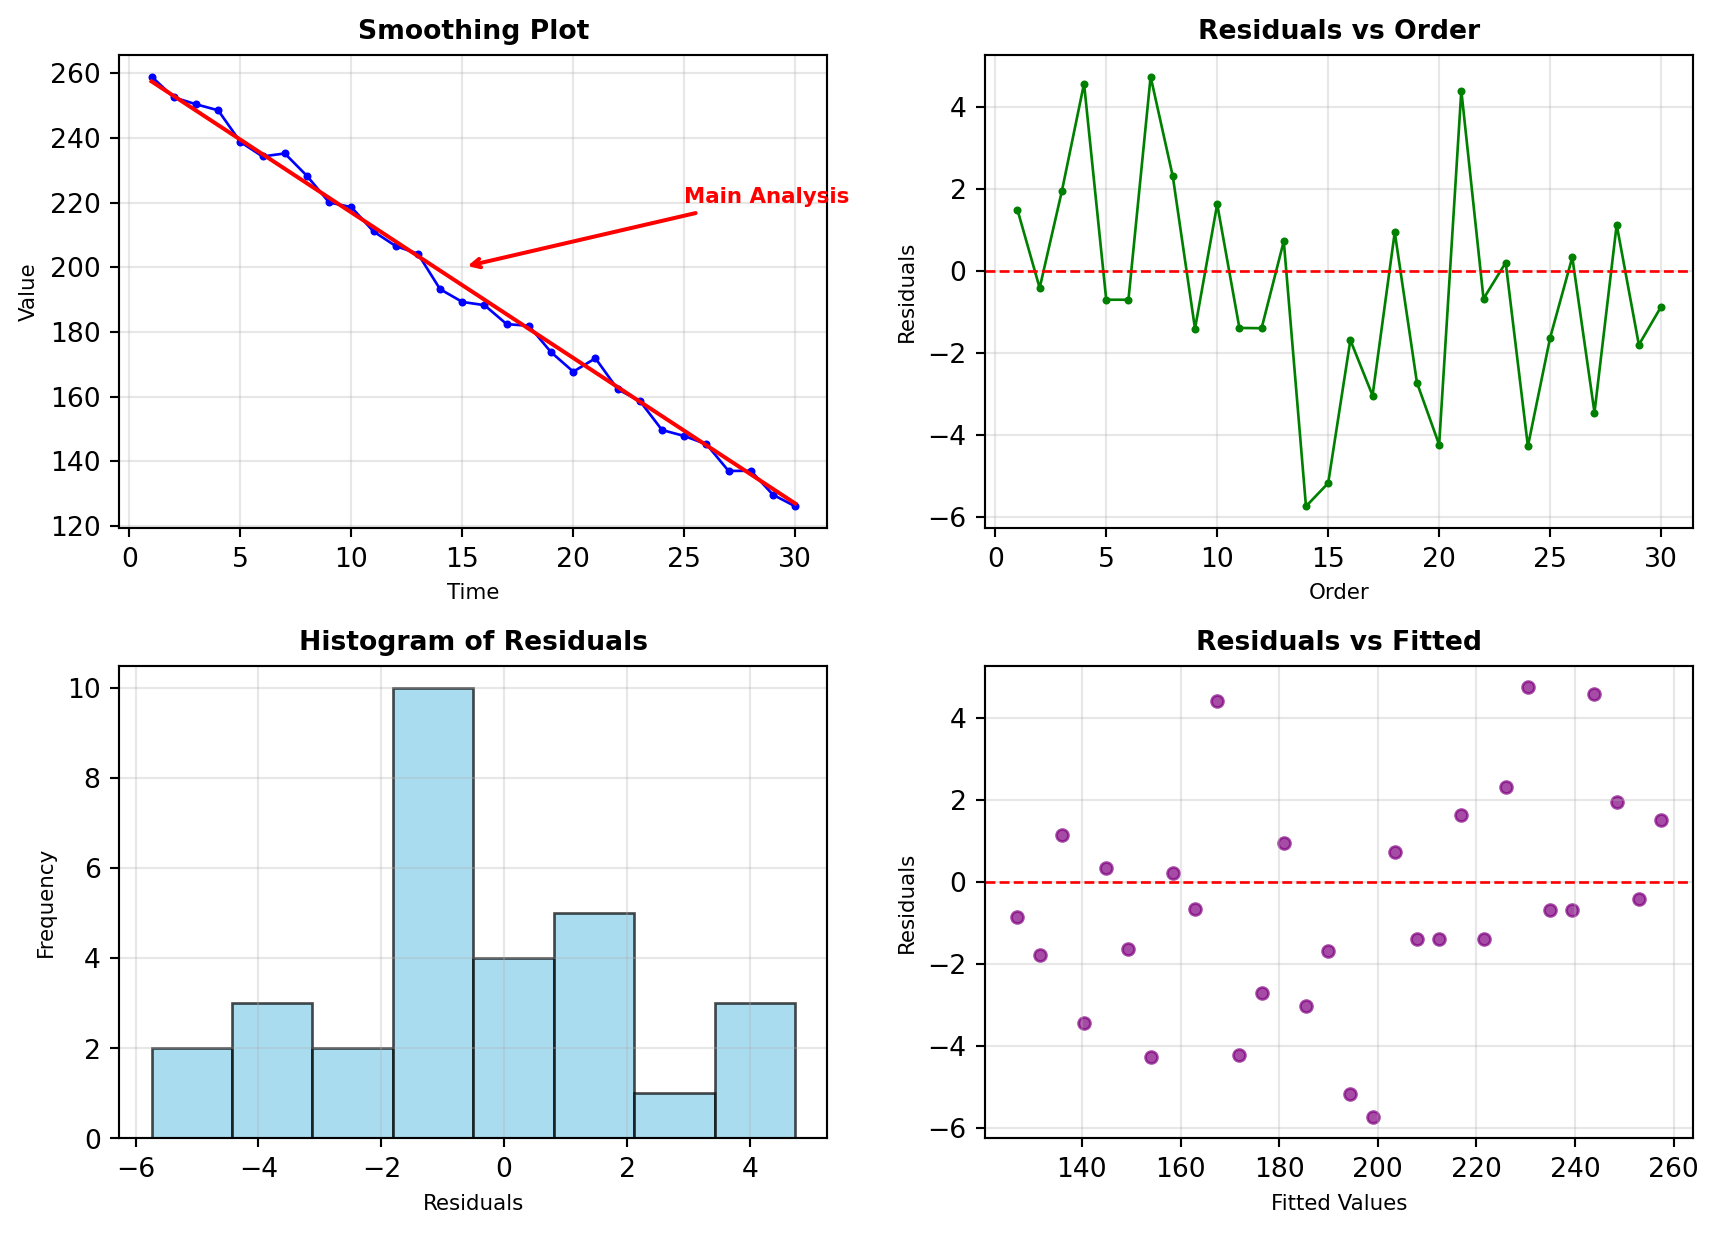 Smoothing Plot
260
240
220
200
180
160
140
120
Value
Main Analysis
0 5 10 15 20 25 30
Time
Residuals vs Order
4
2
0
−2
−4
−6
Residuals
0 5 10 15 20 25 30
Order
Histogram of Residuals
10
8
6
4
2
0
Frequency
−6 −4 −2 0 2 4
Residuals
Residuals vs Fitted
4
2
0
−2
−4
−6
Residuals
140 160 180 200 220 240 260
Fitted Values